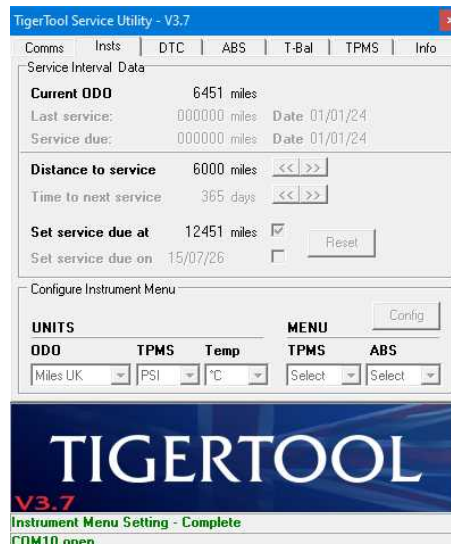 TigerTool Service Utility - V3.7
Comms Insts DTC ABS T-Bal TPMS Info
Service Interval Data
Current ODO 6451 miles
Last service: 000000 miles Date 01/01/24
Service due: 000000 miles Date 01/01/24
Distance to service 6000 miles << >>
Time to next service 365 days << >>
Set service due at 12451 miles
Reset
Set service due on 15/07/26
Configure Instrument Menu
Config
UNITS MENU
ODO TPMS Temp TPMS ABS
Miles UK PSI °C Select Select
TIGERTOOL
V3.7
Instrument Menu Setting - Complete
COM10 open